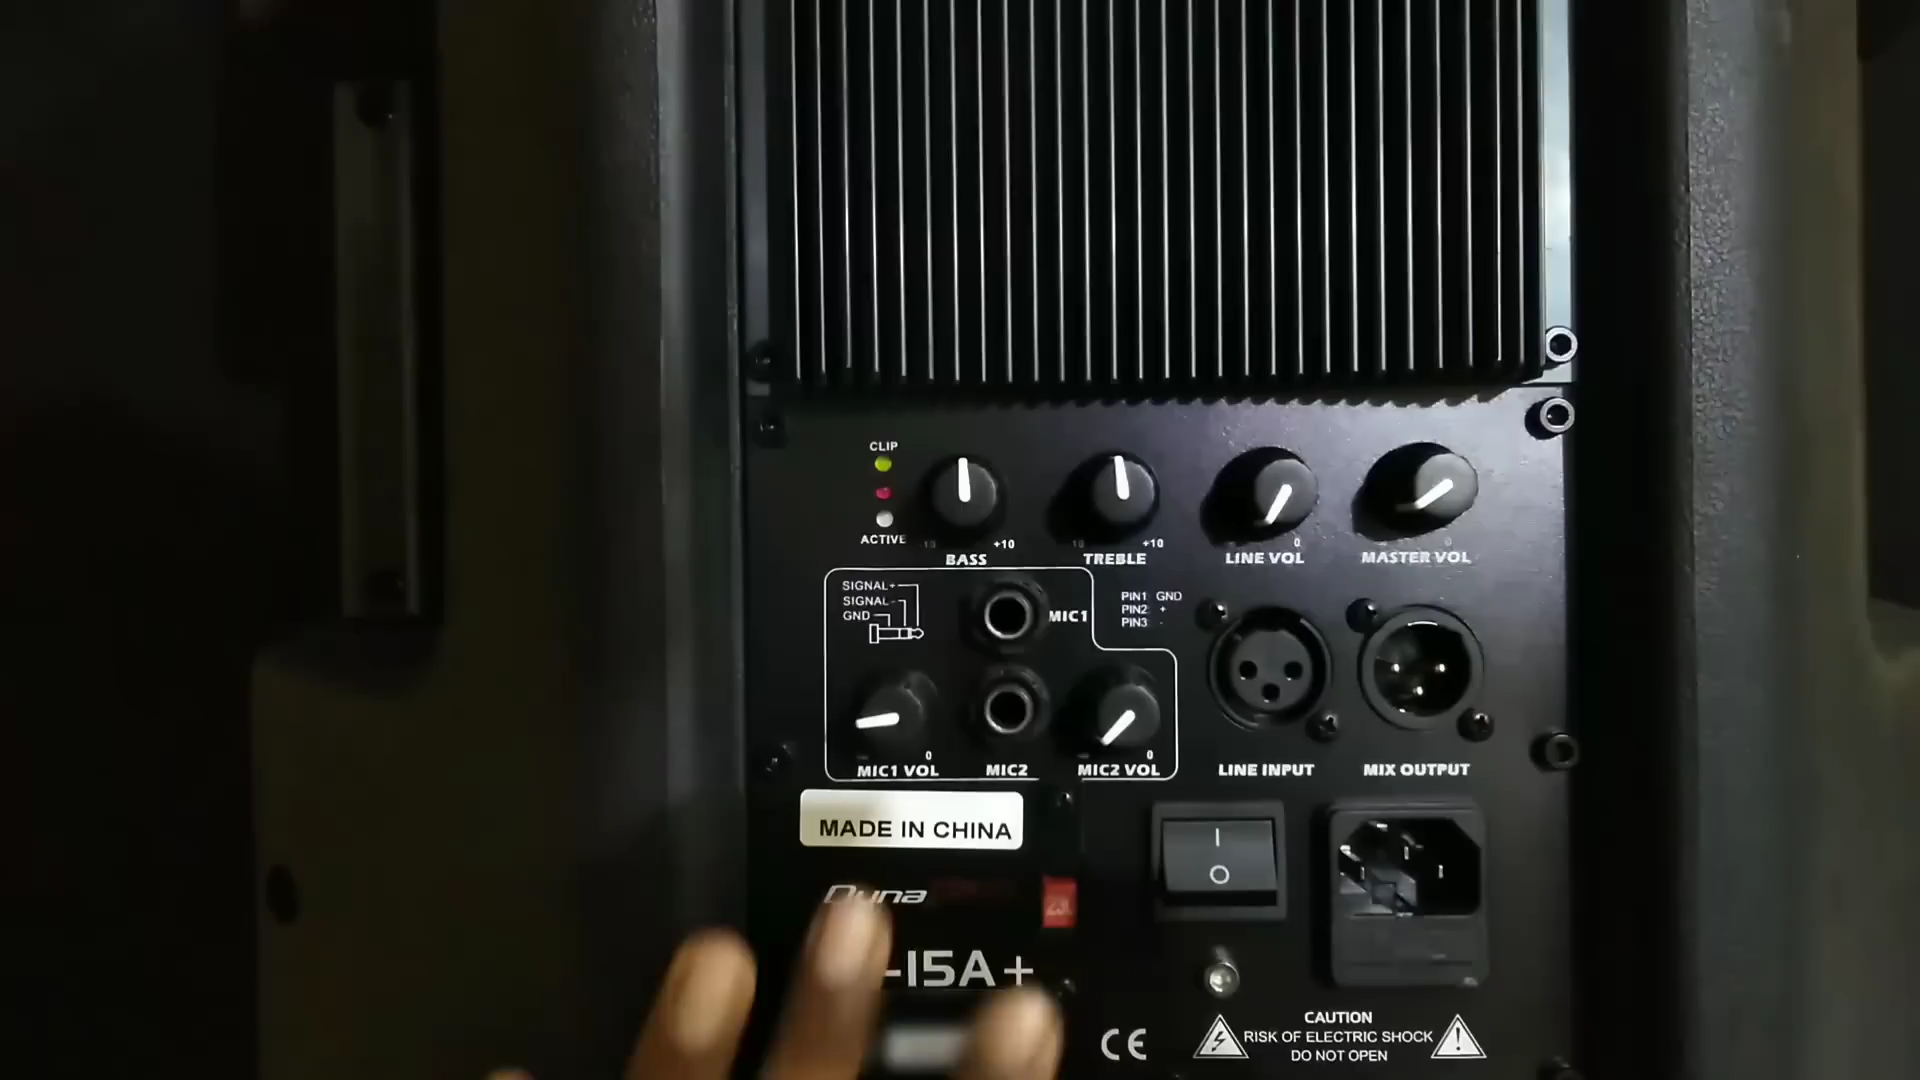 CLIP
ACTIVE
-10 +10
BASS
-10 +10
TREBLE
0
LINE VOL
0
MASTER VOL
SIGNAL+
SIGNAL-
GND
MIC1
PIN1 GND
PIN2 +
PIN3 -
0
MIC1 VOL
MIC2
0
MIC2 VOL
LINE INPUT
MIX OUTPUT
MADE IN CHINA
I
O
-15A+
CE
CAUTION
RISK OF ELECTRIC SHOCK
DO NOT OPEN